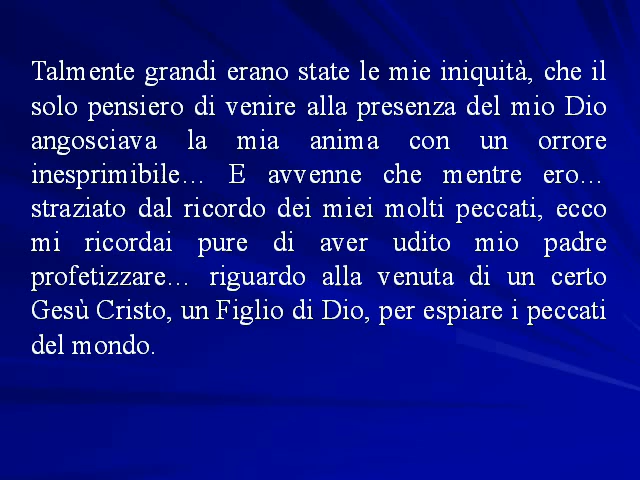 Talmente grandi erano state le mie iniquità, che il
solo pensiero di venire alla presenza del mio Dio
angosciava la mia anima con un orrore
inesprimibile… E avvenne che mentre ero…
straziato dal ricordo dei miei molti peccati, ecco
mi ricordai pure di aver udito mio padre
profetizzare… riguardo alla venuta di un certo
Gesù Cristo, un Figlio di Dio, per espiare i peccati
del mondo.